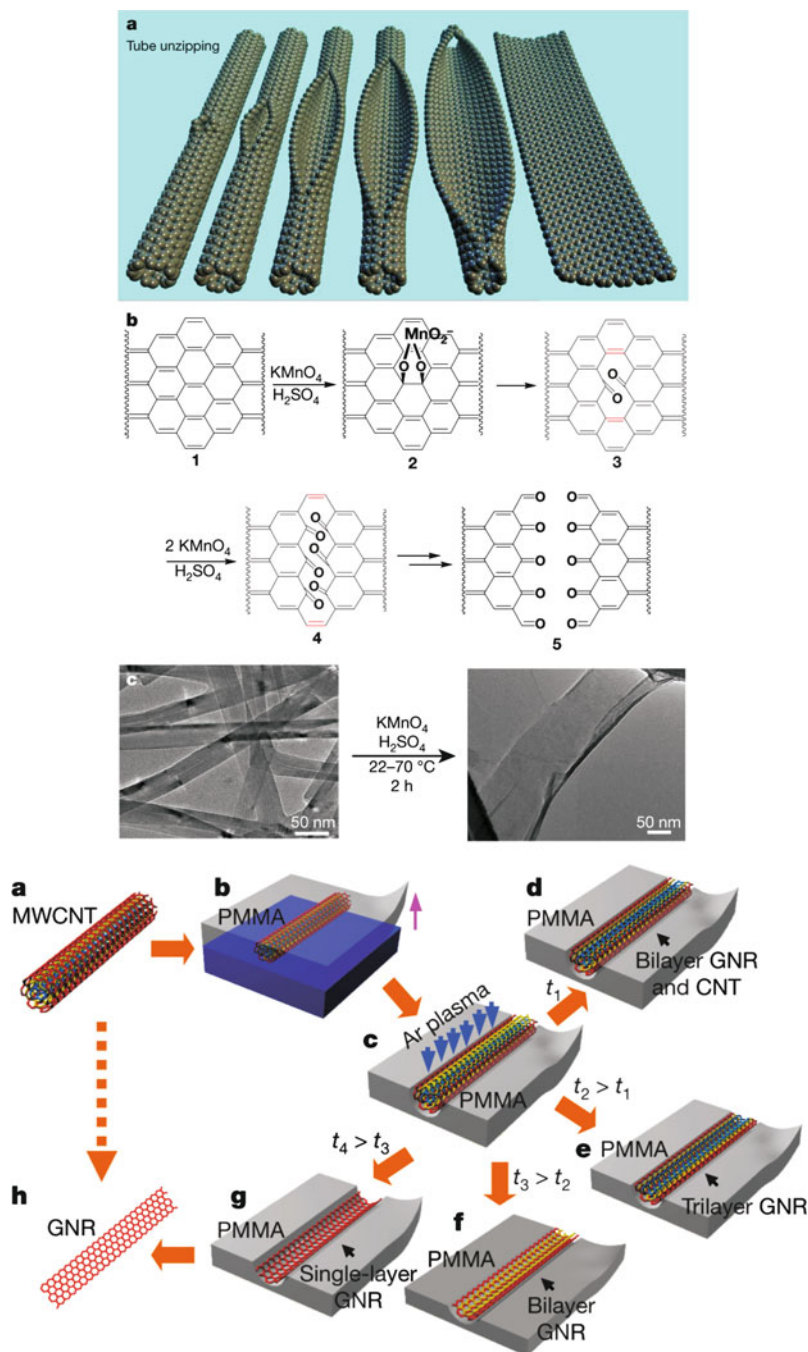 a
Tube unzipping
b
KMnO₄
H₂SO₄
MnO₂⁻
O O
O
O
1
2
3
2 KMnO₄
H₂SO₄
O
O
O
O
O
O
O O
O O
O O
O O
O O
4
5
c
50 nm
KMnO₄
H₂SO₄
22–70 °C
2 h
50 nm
a
MWCNT
b
PMMA
d
PMMA
Bilayer GNR
and CNT
t₁
Ar plasma
c
PMMA
t₂ > t₁
e
PMMA
Trilayer GNR
t₄ > t₃
t₃ > t₂
h
GNR
g
PMMA
Single-layer
GNR
f
PMMA
Bilayer
GNR